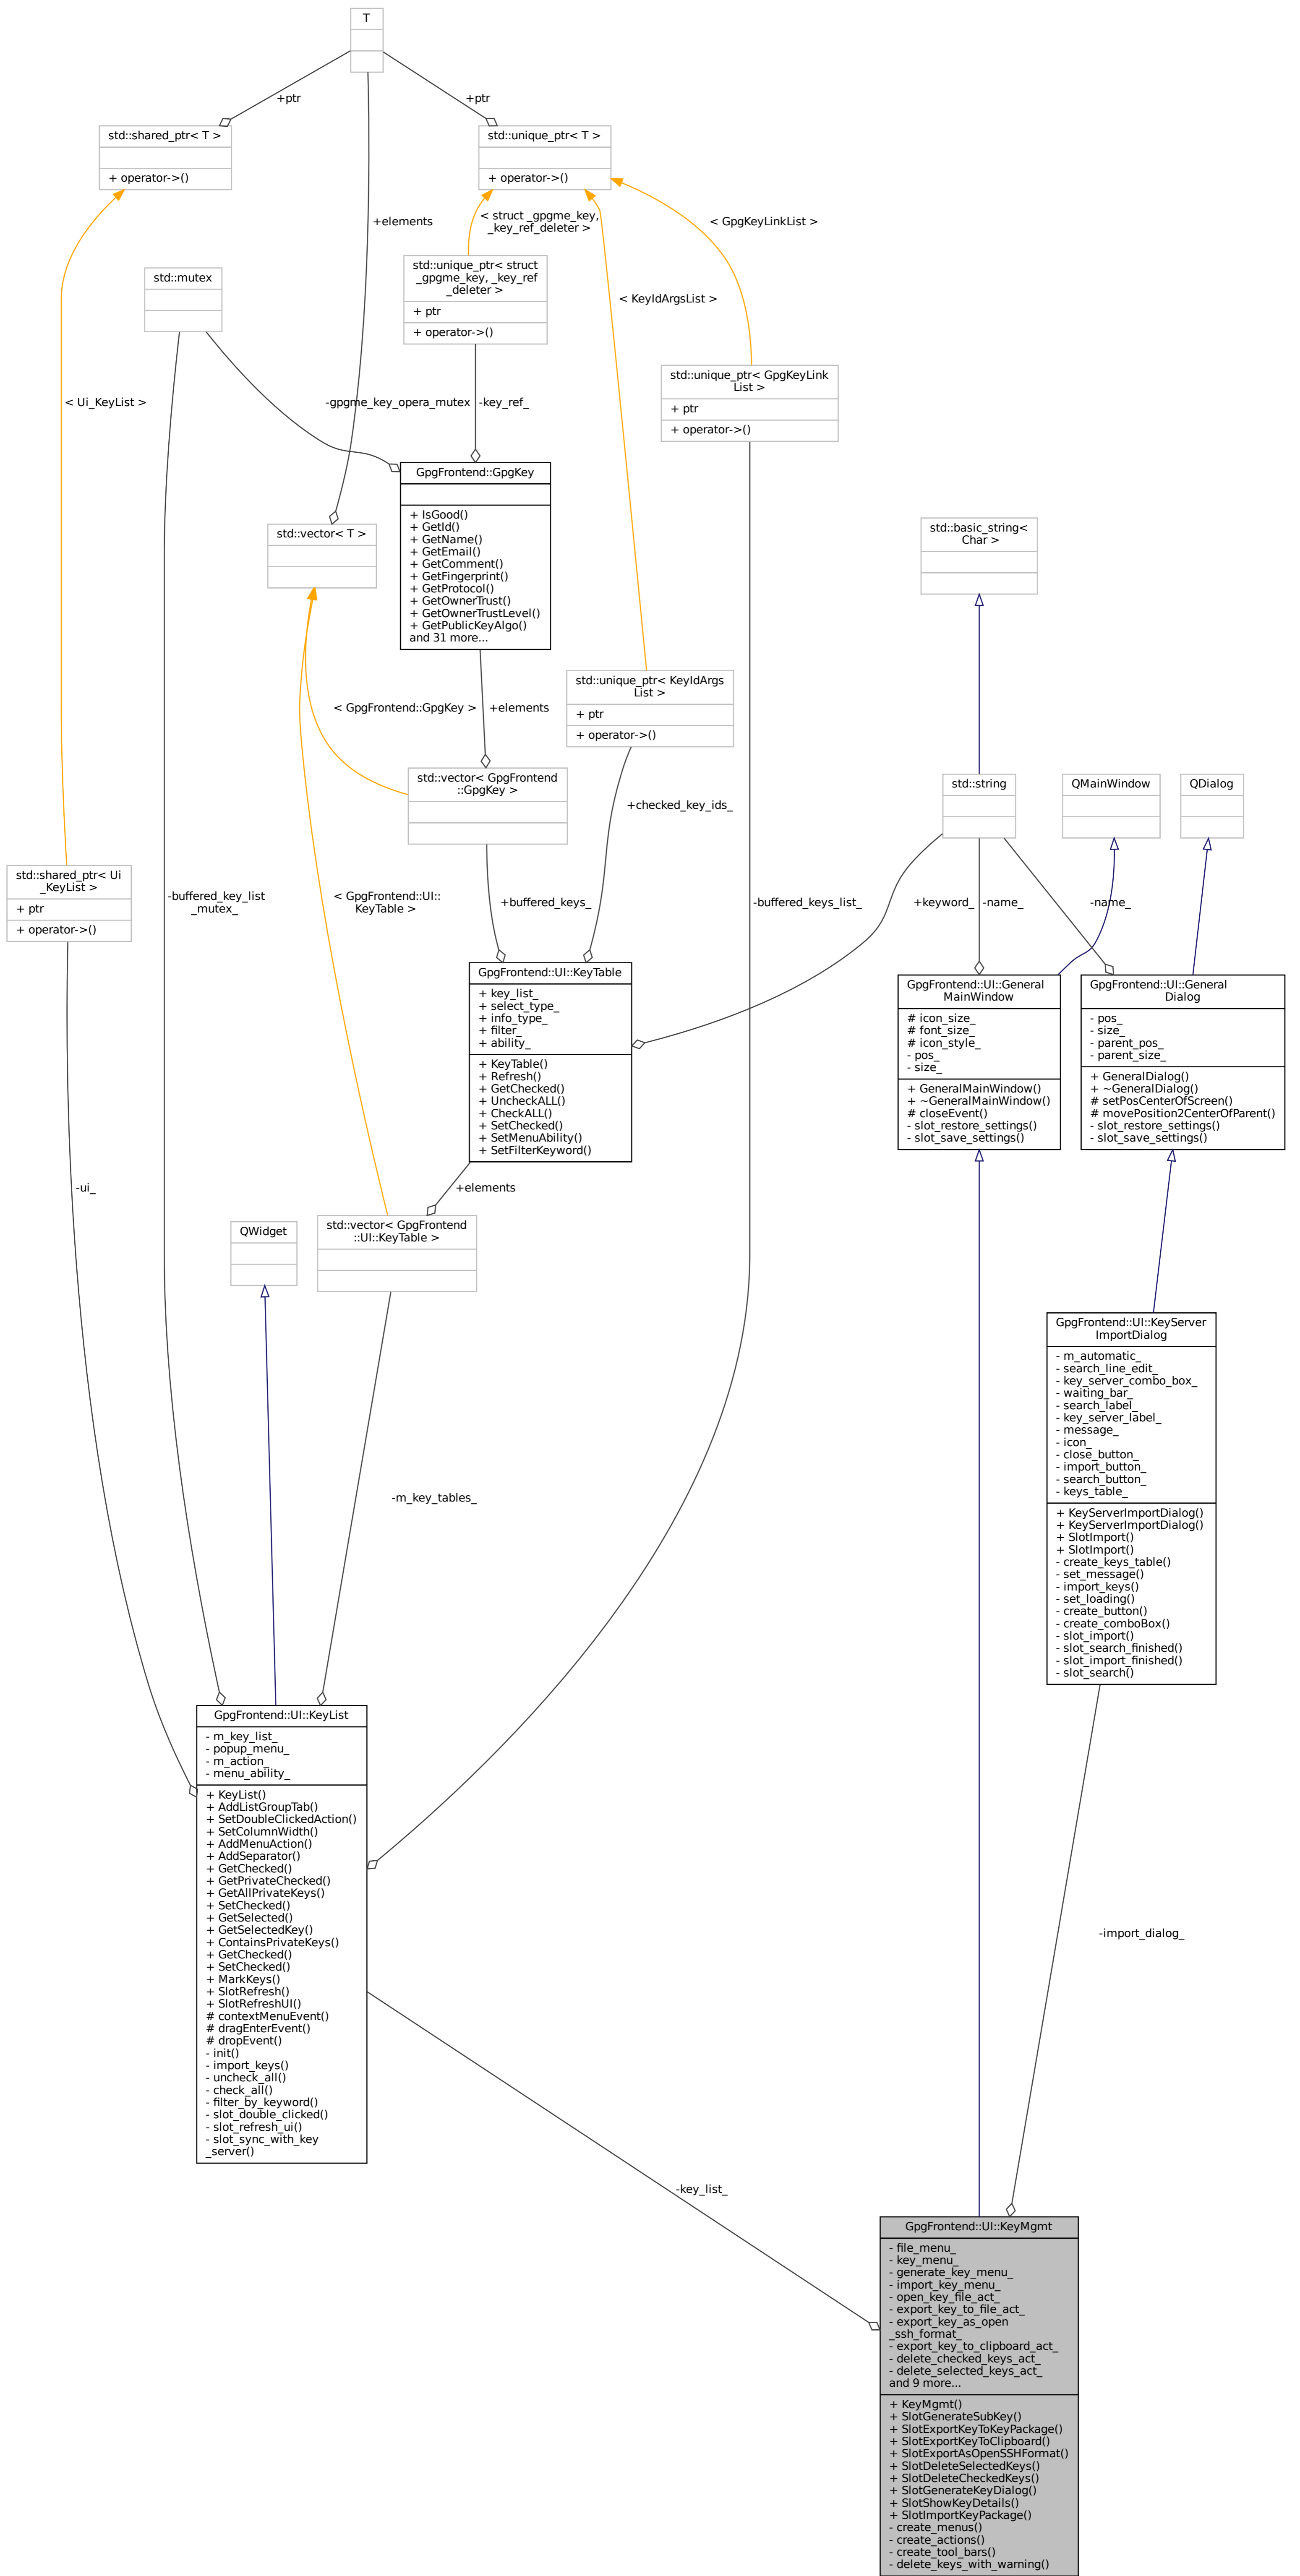 T
+ptr
+ptr
std::shared_ptr< T >
+ operator->()
std::unique_ptr< T >
+ operator->()
+elements
< struct _gpgme_key,
_key_ref_deleter >
< GpgKeyLinkList >
std::mutex
std::unique_ptr< struct
_gpgme_key, _key_ref
_deleter >
+ ptr
+ operator->()
< KeyIdArgsList >
std::unique_ptr< GpgKeyLink
List >
+ ptr
+ operator->()
< Ui_KeyList >
-gpgme_key_opera_mutex
-key_ref_
GpgFrontend::GpgKey
+ IsGood()
+ GetId()
+ GetName()
+ GetEmail()
+ GetComment()
+ GetFingerprint()
+ GetProtocol()
+ GetOwnerTrust()
+ GetOwnerTrustLevel()
+ GetPublicKeyAlgo()
and 31 more...
std::vector< T >
std::basic_string<
Char >
std::unique_ptr< KeyIdArgs
List >
+ ptr
+ operator->()
< GpgFrontend::GpgKey >
+elements
std::vector< GpgFrontend
::GpgKey >
+checked_key_ids_
std::string
QMainWindow
QDialog
std::shared_ptr< Ui
_KeyList >
+ ptr
+ operator->()
-buffered_key_list
_mutex_
< GpgFrontend::UI::
KeyTable >
+buffered_keys_
-buffered_keys_list_
+keyword_
-name_
-name_
GpgFrontend::UI::KeyTable
+ key_list_
+ select_type_
+ info_type_
+ filter_
+ ability_
+ KeyTable()
+ Refresh()
+ GetChecked()
+ UncheckALL()
+ CheckALL()
+ SetChecked()
+ SetMenuAbility()
+ SetFilterKeyword()
GpgFrontend::UI::General
MainWindow
# icon_size_
# font_size_
# icon_style_
- pos_
- size_
+ GeneralMainWindow()
+ ~GeneralMainWindow()
# closeEvent()
- slot_restore_settings()
- slot_save_settings()
GpgFrontend::UI::General
Dialog
- pos_
- size_
- parent_pos_
- parent_size_
+ GeneralDialog()
+ ~GeneralDialog()
# setPosCenterOfScreen()
# movePosition2CenterOfParent()
- slot_restore_settings()
- slot_save_settings()
-ui_
+elements
QWidget
std::vector< GpgFrontend
::UI::KeyTable >
GpgFrontend::UI::KeyServer
ImportDialog
- m_automatic_
- search_line_edit_
- key_server_combo_box_
- waiting_bar_
- search_label_
- key_server_label_
- message_
- icon_
- close_button_
- import_button_
- search_button_
- keys_table_
+ KeyServerImportDialog()
+ KeyServerImportDialog()
+ SlotImport()
+ SlotImport()
- create_keys_table()
- set_message()
- import_keys()
- set_loading()
- create_button()
- create_comboBox()
- slot_import()
- slot_search_finished()
- slot_import_finished()
- slot_search()
-m_key_tables_
GpgFrontend::UI::KeyList
- m_key_list_
- popup_menu_
- m_action_
- menu_ability_
+ KeyList()
+ AddListGroupTab()
+ SetDoubleClickedAction()
+ SetColumnWidth()
+ AddMenuAction()
+ AddSeparator()
+ GetChecked()
+ GetPrivateChecked()
+ GetAllPrivateKeys()
+ SetChecked()
+ GetSelected()
+ GetSelectedKey()
+ ContainsPrivateKeys()
+ GetChecked()
+ SetChecked()
+ MarkKeys()
+ SlotRefresh()
+ SlotRefreshUI()
# contextMenuEvent()
# dragEnterEvent()
# dropEvent()
- init()
- import_keys()
- uncheck_all()
- check_all()
- filter_by_keyword()
- slot_double_clicked()
- slot_refresh_ui()
- slot_sync_with_key
_server()
-import_dialog_
-key_list_
GpgFrontend::UI::KeyMgmt
- file_menu_
- key_menu_
- generate_key_menu_
- import_key_menu_
- open_key_file_act_
- export_key_to_file_act_
- export_key_as_open
_ssh_format_
- export_key_to_clipboard_act_
- delete_checked_keys_act_
- delete_selected_keys_act_
and 9 more...
+ KeyMgmt()
+ SlotGenerateSubKey()
+ SlotExportKeyToKeyPackage()
+ SlotExportKeyToClipboard()
+ SlotExportAsOpenSSHFormat()
+ SlotDeleteSelectedKeys()
+ SlotDeleteCheckedKeys()
+ SlotGenerateKeyDialog()
+ SlotShowKeyDetails()
+ SlotImportKeyPackage()
- create_menus()
- create_actions()
- create_tool_bars()
- delete_keys_with_warning()